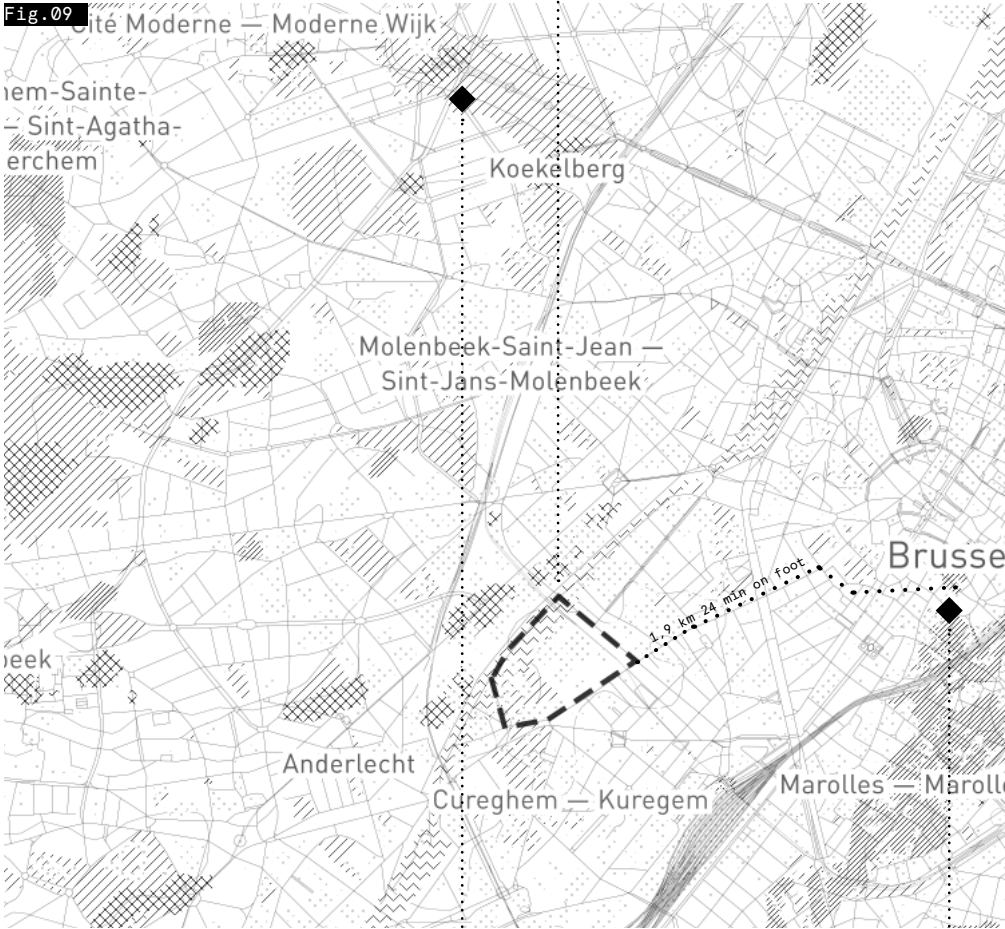 Fig.09
Cité Moderne — Moderne Wijk
hem-Sainte-
— Sint-Agatha-
erchem
Koekelberg
Molenbeek-Saint-Jean —
Sint-Jans-Molenbeek
Brusse
1,9 km 24 min on foot
beek
Anderlecht
Cureghem — Kuregem
Marolles — Marolle